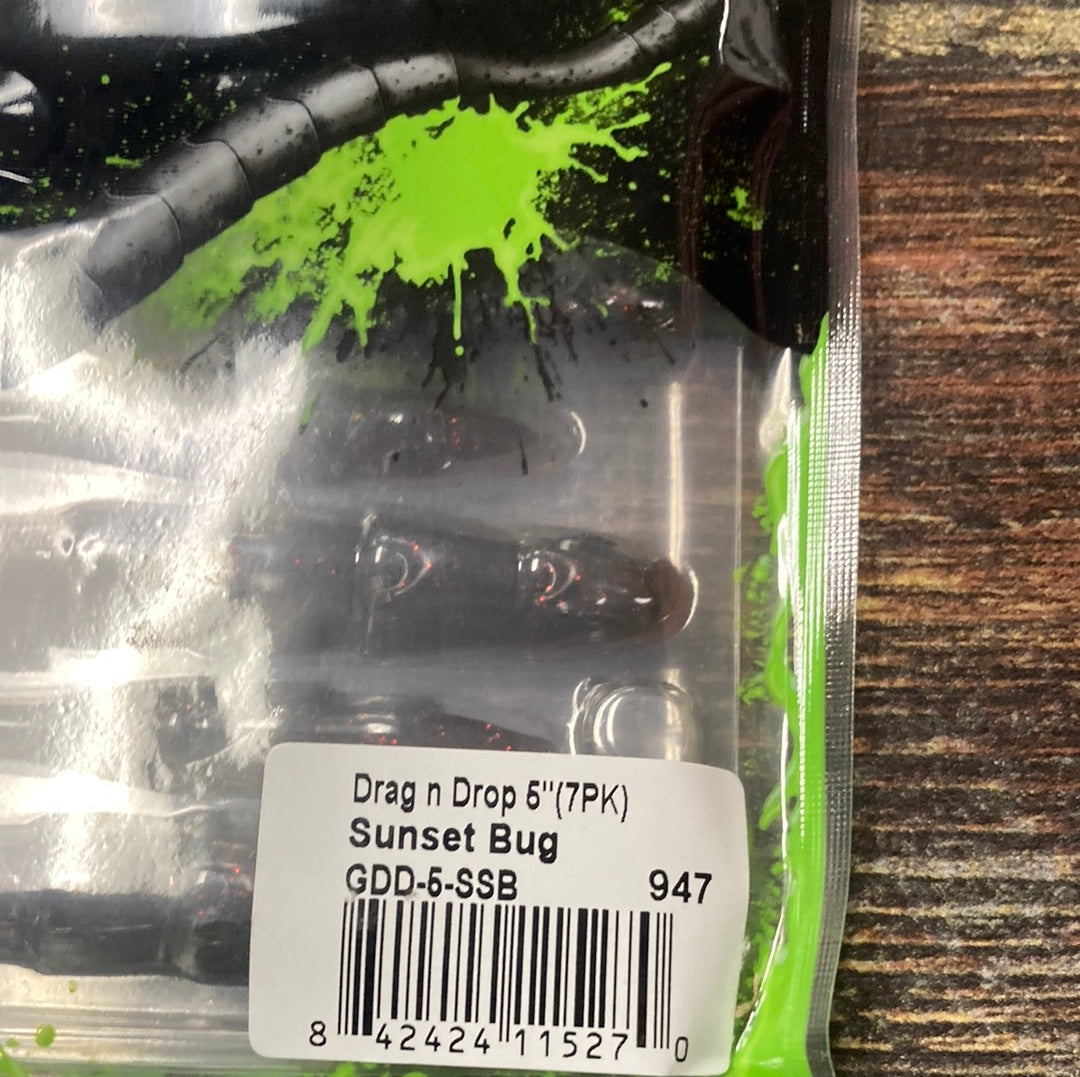 Drag n Drop 5"(7PK)
Sunset Bug
GDD-5-SSB 947
8 42424 11527 0